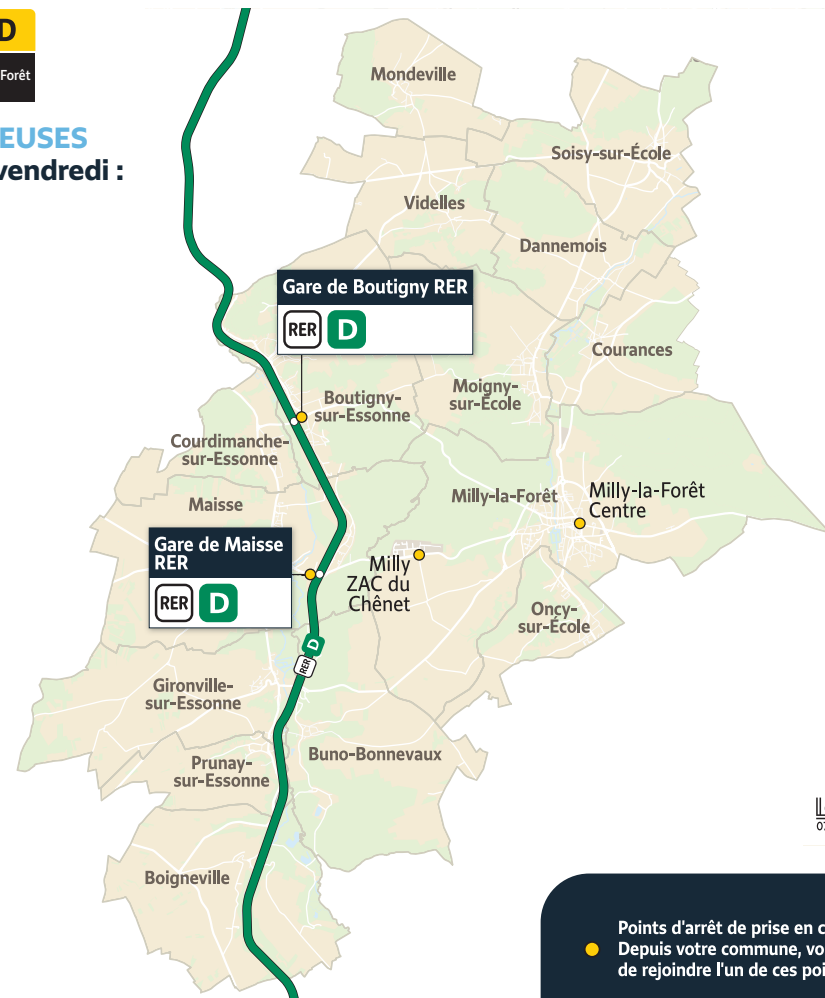 D
Forêt
EUSES
vendredi :
Mondeville
Soisy-sur-École
Videlles
Dannemois
Gare de Boutigny RER
RER D
Courances
Boutigny-
sur-Essonne
Moigny-
sur-École
Courdimanche-
sur-Essonne
Maisse
Milly-la-Forêt
Milly-la-Forêt
Centre
Gare de Maisse
RER
RER D
Milly
ZAC du
Chênet
Oncy-
sur-École
RER D
Gironville-
sur-Essonne
Prunay-
sur-Essonne
Buno-Bonnevaux
Boigneville
Points d'arrêt de prise en c
Depuis votre commune, vo
de rejoindre l'un de ces poi